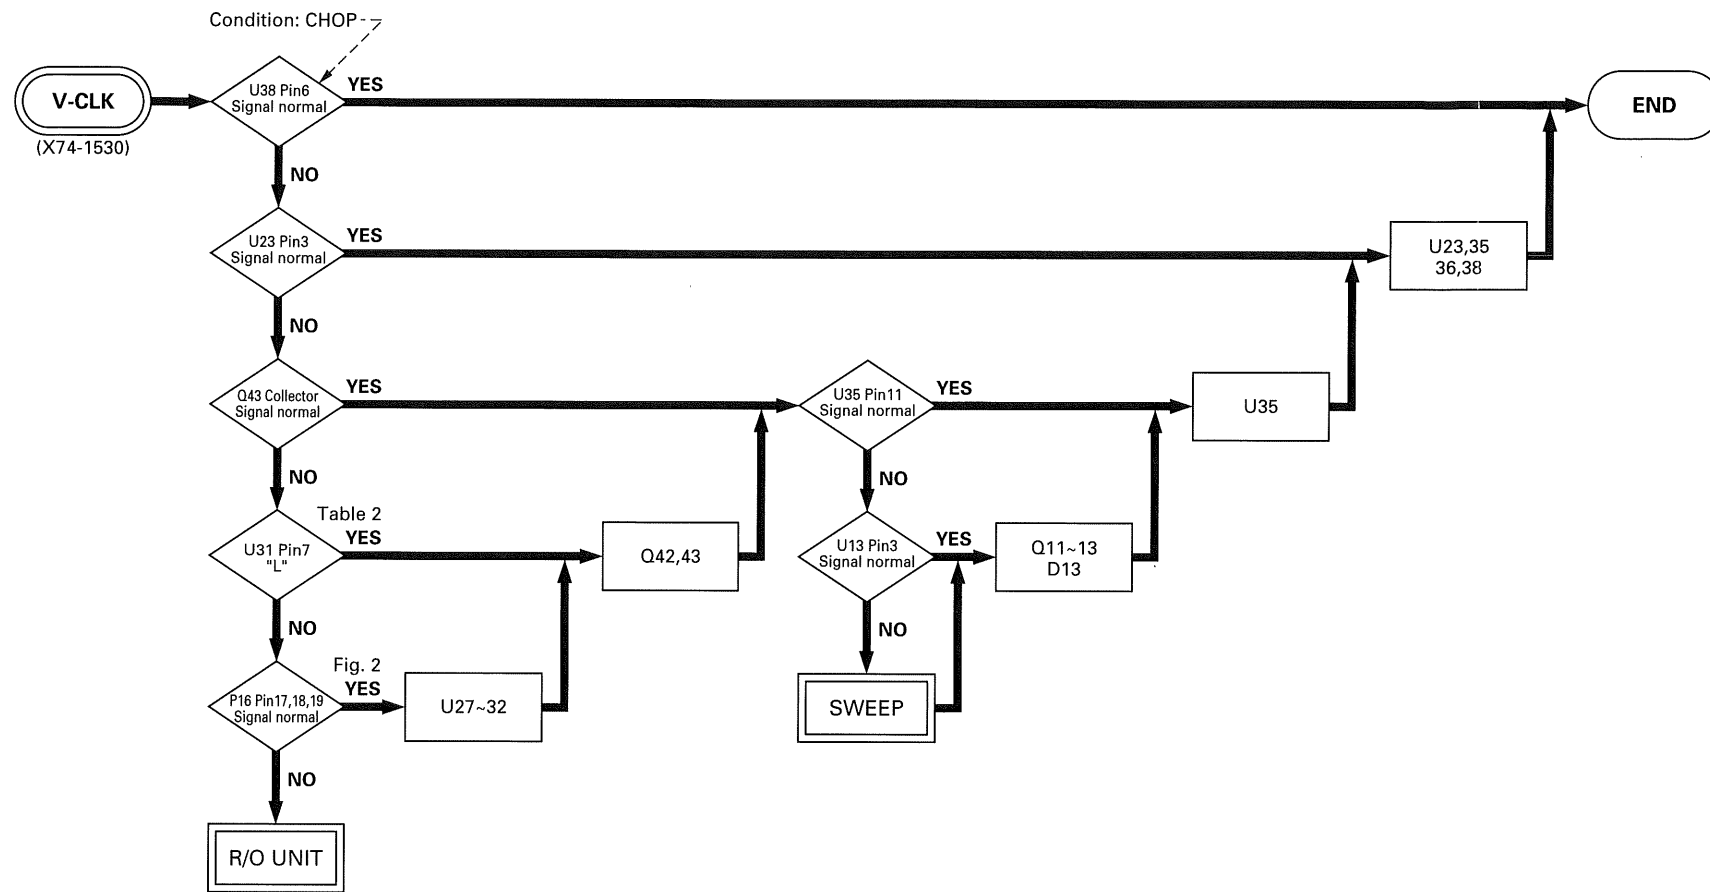 Condition: CHOP
V-CLK
(X74-1530)
U38 Pin6
Signal normal
YES
END
NO
U23 Pin3
Signal normal
YES
U23,35
36,38
NO
Q43 Collector
Signal normal
YES
U35 Pin11
Signal normal
YES
U35
NO
NO
Table 2
U31 Pin7
"L"
YES
Q42,43
U13 Pin3
Signal normal
YES
Q11~13
D13
NO
NO
Fig. 2
P16 Pin17,18,19
Signal normal
YES
U27~32
SWEEP
NO
R/O UNIT